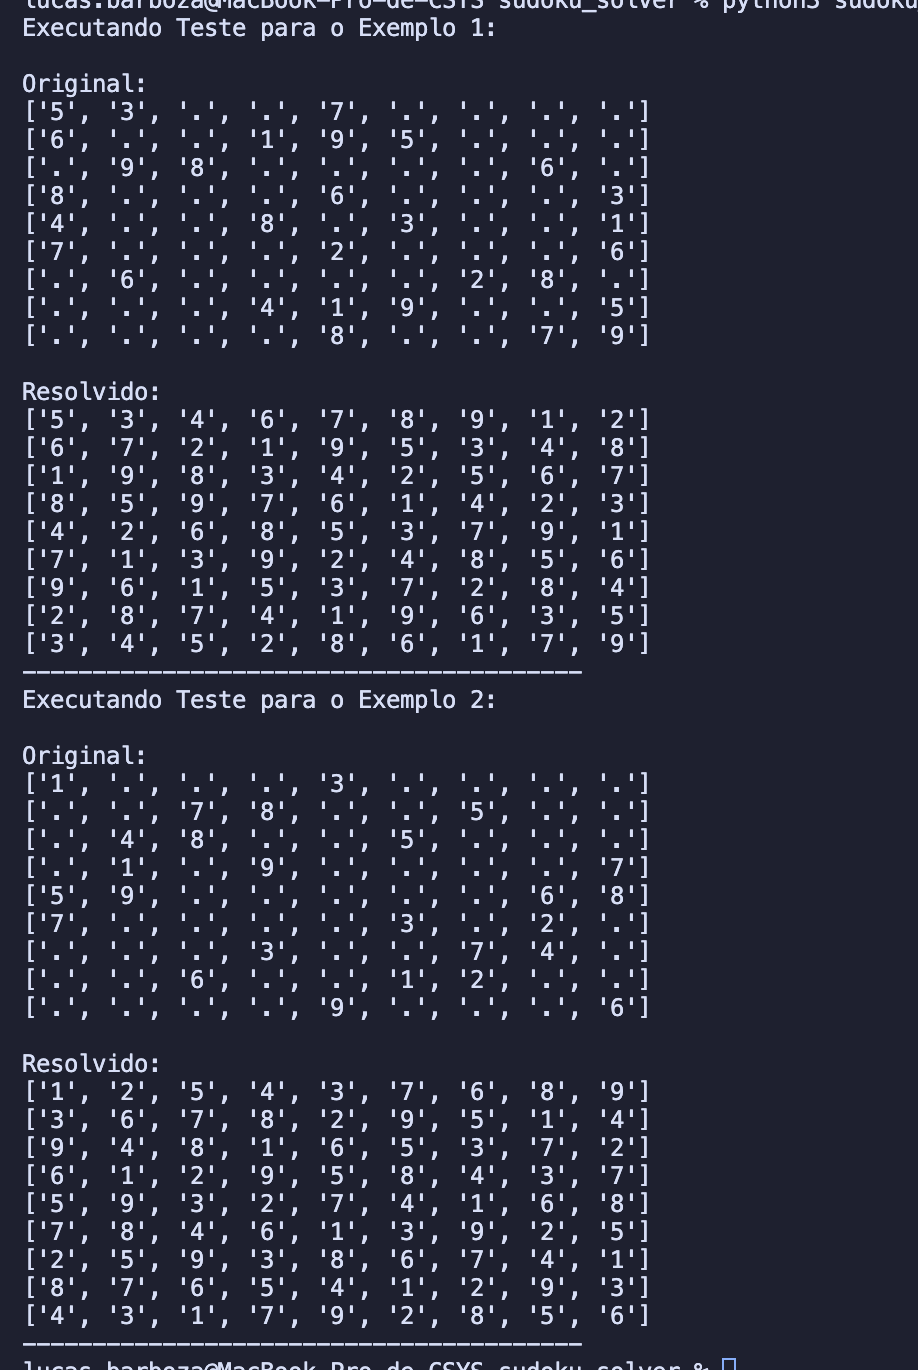 lucas.barboza@MacBook-Pro-de-CSYS sudoku_solver % python3 sudoku
Executando Teste para o Exemplo 1:
Original:
['5', '3', '.', '.', '7', '.', '.', '.', '.']
['6', '.', '.', '1', '9', '5', '.', '.', '.']
['.', '9', '8', '.', '.', '.', '.', '6', '.']
['8', '.', '.', '.', '6', '.', '.', '.', '3']
['4', '.', '.', '8', '.', '3', '.', '.', '1']
['7', '.', '.', '.', '2', '.', '.', '.', '6']
['.', '6', '.', '.', '.', '.', '2', '8', '.']
['.', '.', '.', '4', '1', '9', '.', '.', '5']
['.', '.', '.', '.', '8', '.', '.', '7', '9']
Resolvido:
['5', '3', '4', '6', '7', '8', '9', '1', '2']
['6', '7', '2', '1', '9', '5', '3', '4', '8']
['1', '9', '8', '3', '4', '2', '5', '6', '7']
['8', '5', '9', '7', '6', '1', '4', '2', '3']
['4', '2', '6', '8', '5', '3', '7', '9', '1']
['7', '1', '3', '9', '2', '4', '8', '5', '6']
['9', '6', '1', '5', '3', '7', '2', '8', '4']
['2', '8', '7', '4', '1', '9', '6', '3', '5']
['3', '4', '5', '2', '8', '6', '1', '7', '9']
----------------------------------------
Executando Teste para o Exemplo 2:
Original:
['1', '.', '.', '.', '3', '.', '.', '.', '.']
['.', '.', '7', '8', '.', '.', '5', '.', '.']
['.', '4', '8', '.', '.', '5', '.', '.', '.']
['.', '1', '.', '9', '.', '.', '.', '.', '7']
['5', '9', '.', '.', '.', '.', '.', '6', '8']
['7', '.', '.', '.', '.', '3', '.', '2', '.']
['.', '.', '.', '3', '.', '.', '7', '4', '.']
['.', '.', '6', '.', '.', '1', '2', '.', '.']
['.', '.', '.', '.', '9', '.', '.', '.', '6']
Resolvido:
['1', '2', '5', '4', '3', '7', '6', '8', '9']
['3', '6', '7', '8', '2', '9', '5', '1', '4']
['9', '4', '8', '1', '6', '5', '3', '7', '2']
['6', '1', '2', '9', '5', '8', '4', '3', '7']
['5', '9', '3', '2', '7', '4', '1', '6', '8']
['7', '8', '4', '6', '1', '3', '9', '2', '5']
['2', '5', '9', '3', '8', '6', '7', '4', '1']
['8', '7', '6', '5', '4', '1', '2', '9', '3']
['4', '3', '1', '7', '9', '2', '8', '5', '6']
----------------------------------------
lucas.barboza@MacBook-Pro-de-CSYS sudoku_solver %